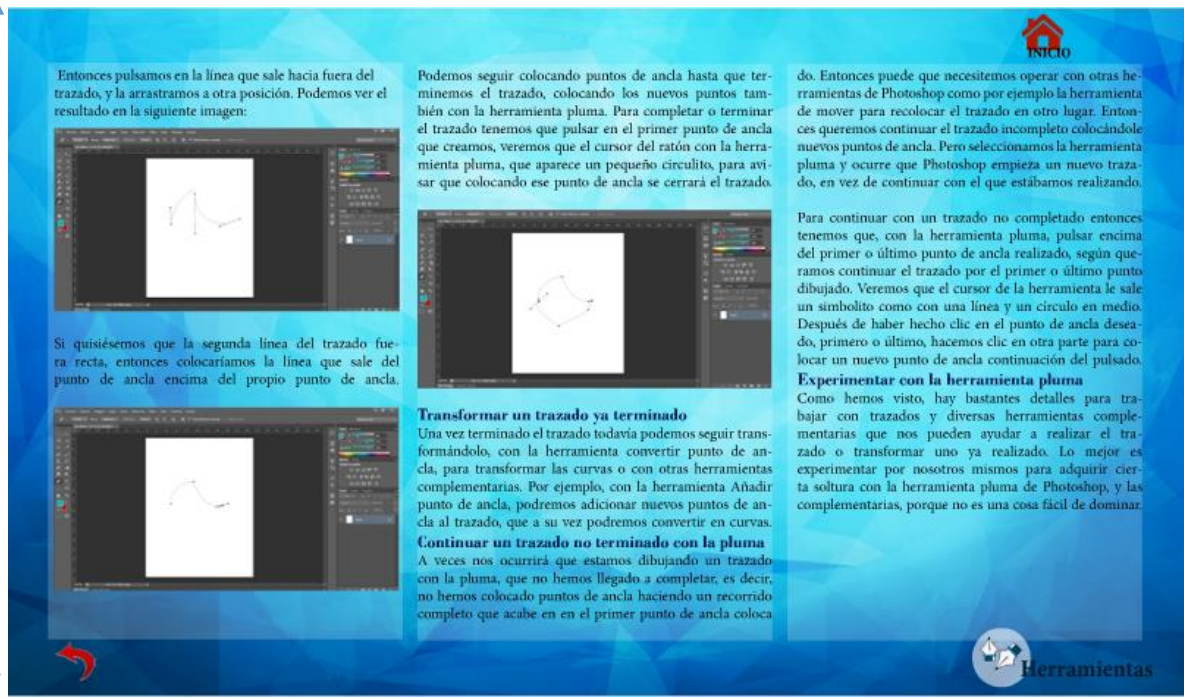 INICIO
Entonces pulsamos en la línea que sale hacia fuera del
trazado, y la arrastramos a otra posición. Podemos ver el
resultado en la siguiente imagen:
Si quisiésemos que la segunda línea del trazado fue-
ra recta, entonces colocaríamos la línea que sale del
punto de ancla encima del propio punto de ancla.
Podemos seguir colocando puntos de ancla hasta que ter-
minemos el trazado, colocando los nuevos puntos tam-
bién con la herramienta pluma. Para completar o terminar
el trazado tenemos que pulsar en el primer punto de ancla
que creamos, veremos que el cursor del ratón con la herra-
mienta pluma, que aparece un pequeño circulito, para avi-
sar que colocando ese punto de ancla se cerrará el trazado.
Transformar un trazado ya terminado
Una vez terminado el trazado todavía podemos seguir trans-
formándolo, con la herramienta convertir punto de an-
cla, para transformar las curvas o con otras herramientas
complementarias. Por ejemplo, con la herramienta Añadir
punto de ancla, podremos adicionar nuevos puntos de an-
cla al trazado, que a su vez podremos convertir en curvas.
Continuar un trazado no terminado con la pluma
A veces nos ocurrirá que estamos dibujando un trazado
con la pluma, que no hemos llegado a completar, es decir,
no hemos colocado puntos de ancla haciendo un recorrido
completo que acabe en en el primer punto de ancla coloca
do. Entonces puede que necesitemos operar con otras he-
rramientas de Photoshop como por ejemplo la herramienta
de mover para recolocar el trazado en otro lugar. Enton-
ces queremos continuar el trazado incompleto colocándole
nuevos puntos de ancla. Pero seleccionamos la herramienta
pluma y ocurre que Photoshop empieza un nuevo traza-
do, en vez de continuar con el que estábamos realizando.
Para continuar con un trazado no completado entonces
tenemos que, con la herramienta pluma, pulsar encima
del primer o último punto de ancla realizado, según que-
ramos continuar el trazado por el primer o último punto
dibujado. Veremos que el cursor de la herramienta le sale
un simbolito como con una línea y un círculo en medio.
Después de haber hecho clic en el punto de ancla desea-
do, primero o último, hacemos clic en otra parte para co-
locar un nuevo punto de ancla continuación del pulsado.
Experimentar con la herramienta pluma
Como hemos visto, hay bastantes detalles para tra-
bajar con trazados y diversas herramientas comple-
mentarias que nos pueden ayudar a realizar el tra-
zado o transformar uno ya realizado. Lo mejor es
experimentar por nosotros mismos para adquirir cier-
ta soltura con la herramienta pluma de Photoshop, y las
complementarias, porque no es una cosa fácil de dominar.
Herramientas